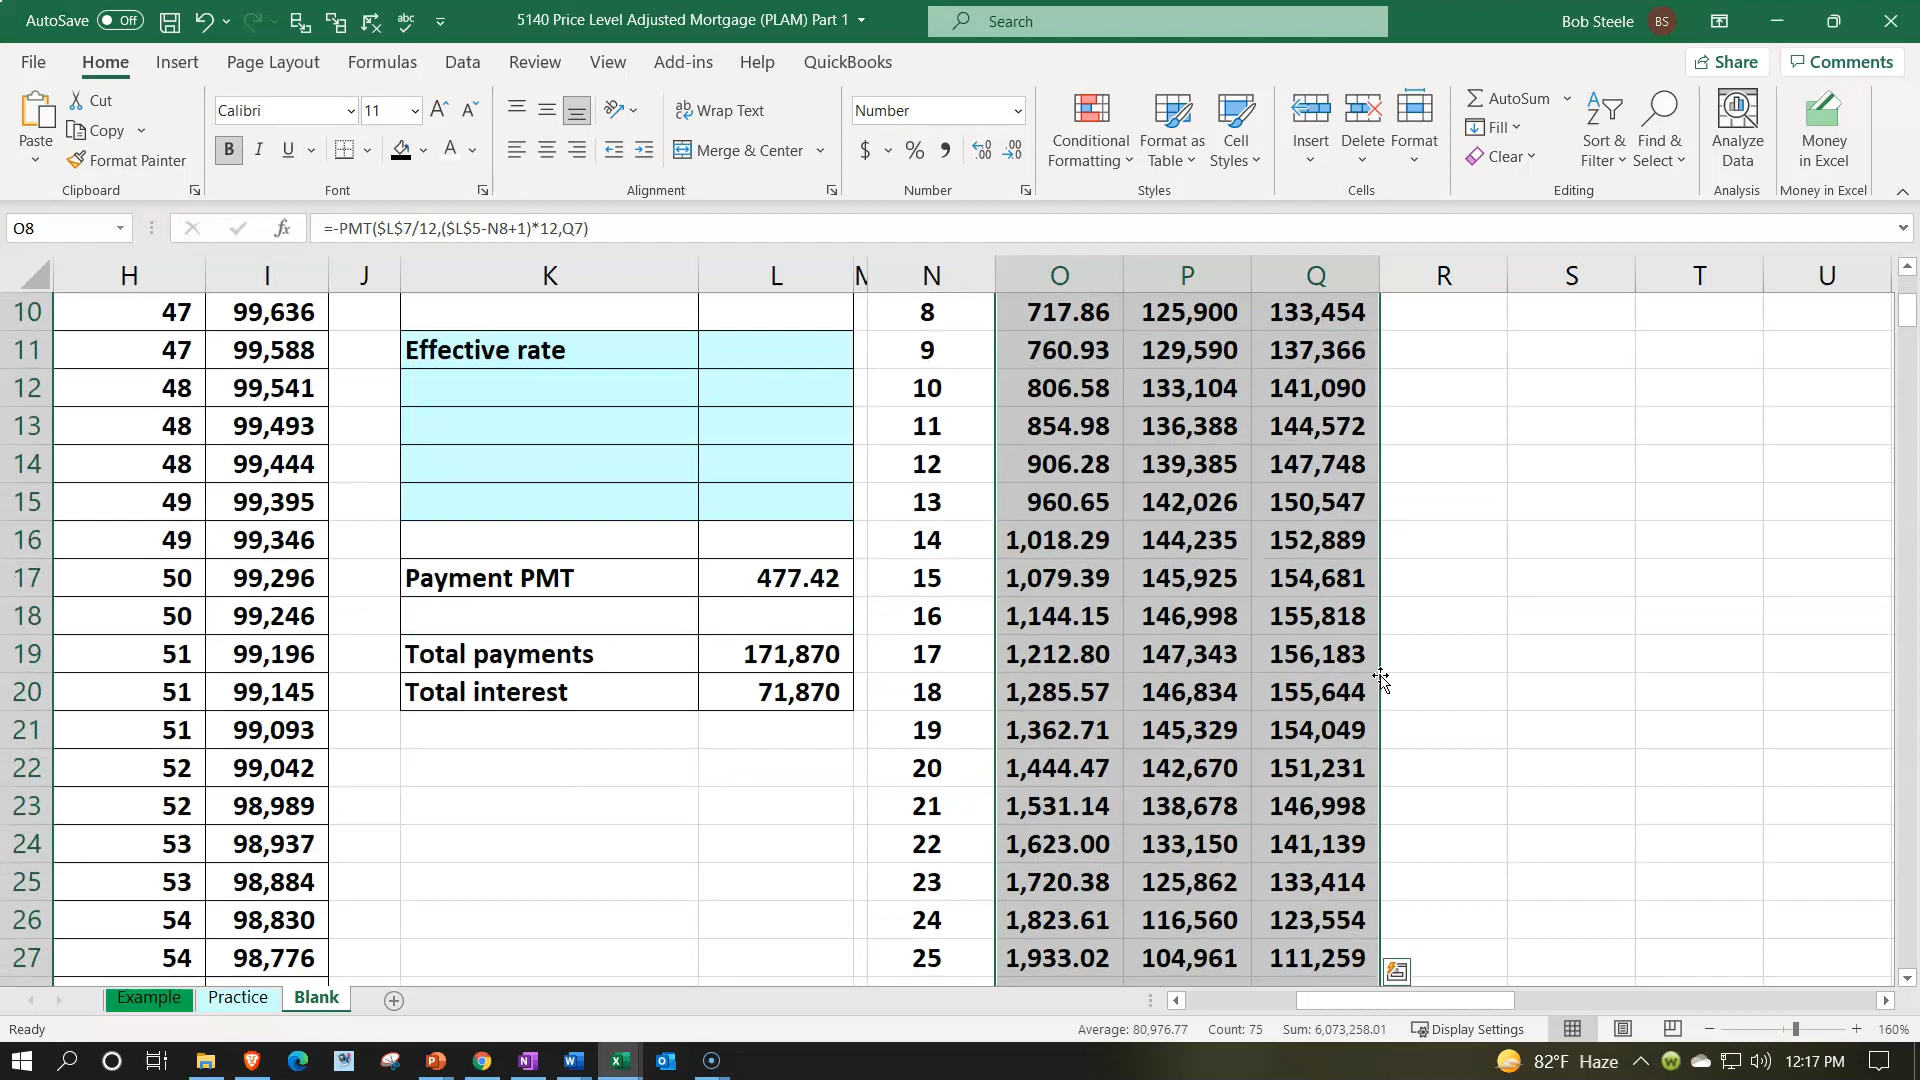 AutoSave Off 5140 Price Level Adjusted Mortgage (PLAM) Part 1 Search Bob Steele BS
File Home Insert Page Layout Formulas Data Review View Add-ins Help QuickBooks Share Comments
Paste Cut Copy Format Painter Clipboard
Calibri 11 B I U A Font
Wrap Text Merge & Center Alignment
Number $ % Number
Conditional Formatting Format as Table Cell Styles Styles
Insert Delete Format Cells
AutoSum Fill Clear Sort & Filter Find & Select Editing
Analyze Data Analysis
Money in Excel Money in Excel
O8 fx =-PMT($L$7/12,($L$5-N8+1)*12,Q7)
H I J K L M N O P Q R S T U
10 47 99,636 8 717.86 125,900 133,454
11 47 99,588 Effective rate 9 760.93 129,590 137,366
12 48 99,541 10 806.58 133,104 141,090
13 48 99,493 11 854.98 136,388 144,572
14 48 99,444 12 906.28 139,385 147,748
15 49 99,395 13 960.65 142,026 150,547
16 49 99,346 14 1,018.29 144,235 152,889
17 50 99,296 Payment PMT 477.42 15 1,079.39 145,925 154,681
18 50 99,246 16 1,144.15 146,998 155,818
19 51 99,196 Total payments 171,870 17 1,212.80 147,343 156,183
20 51 99,145 Total interest 71,870 18 1,285.57 146,834 155,644
21 51 99,093 19 1,362.71 145,329 154,049
22 52 99,042 20 1,444.47 142,670 151,231
23 52 98,989 21 1,531.14 138,678 146,998
24 53 98,937 22 1,623.00 133,150 141,139
25 53 98,884 23 1,720.38 125,862 133,414
26 54 98,830 24 1,823.61 116,560 123,554
27 54 98,776 25 1,933.02 104,961 111,259
Example Practice Blank
Ready Average: 80,976.77 Count: 75 Sum: 6,073,258.01 Display Settings 160%
82°F Haze 12:17 PM